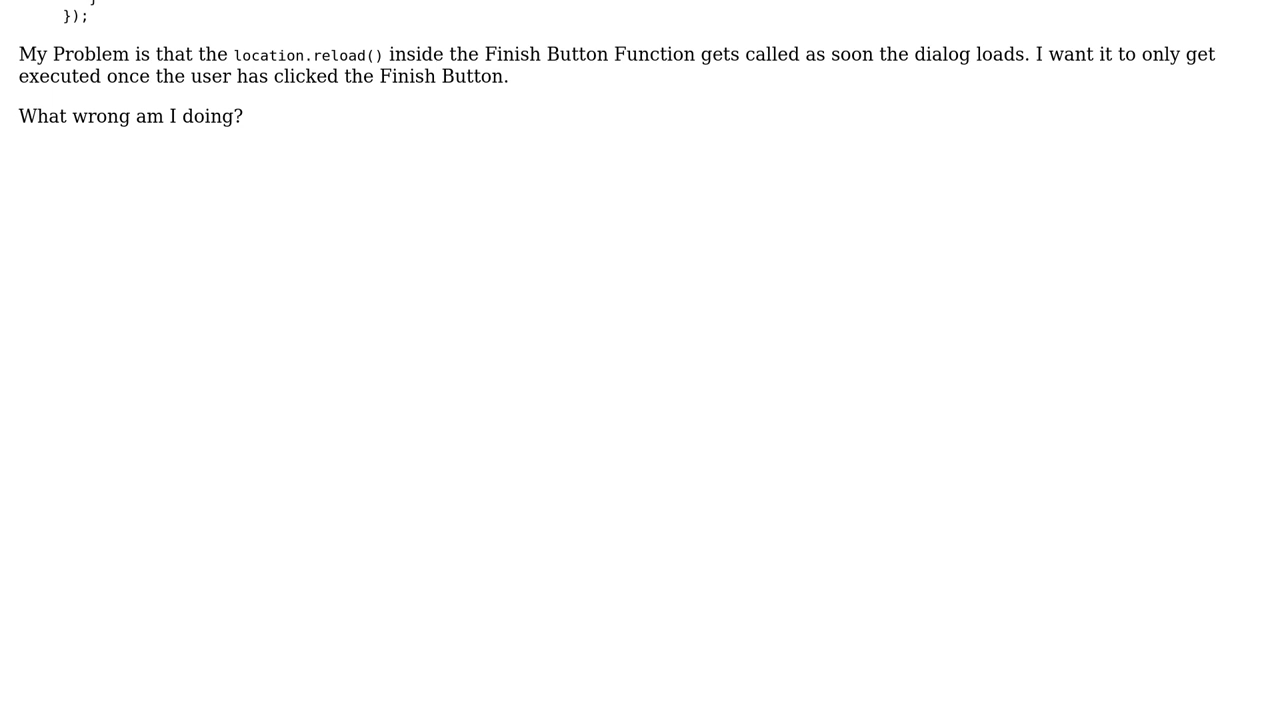 });
My Problem is that the location.reload() inside the Finish Button Function gets called as soon the dialog loads. I want it to only get
executed once the user has clicked the Finish Button.
What wrong am I doing?